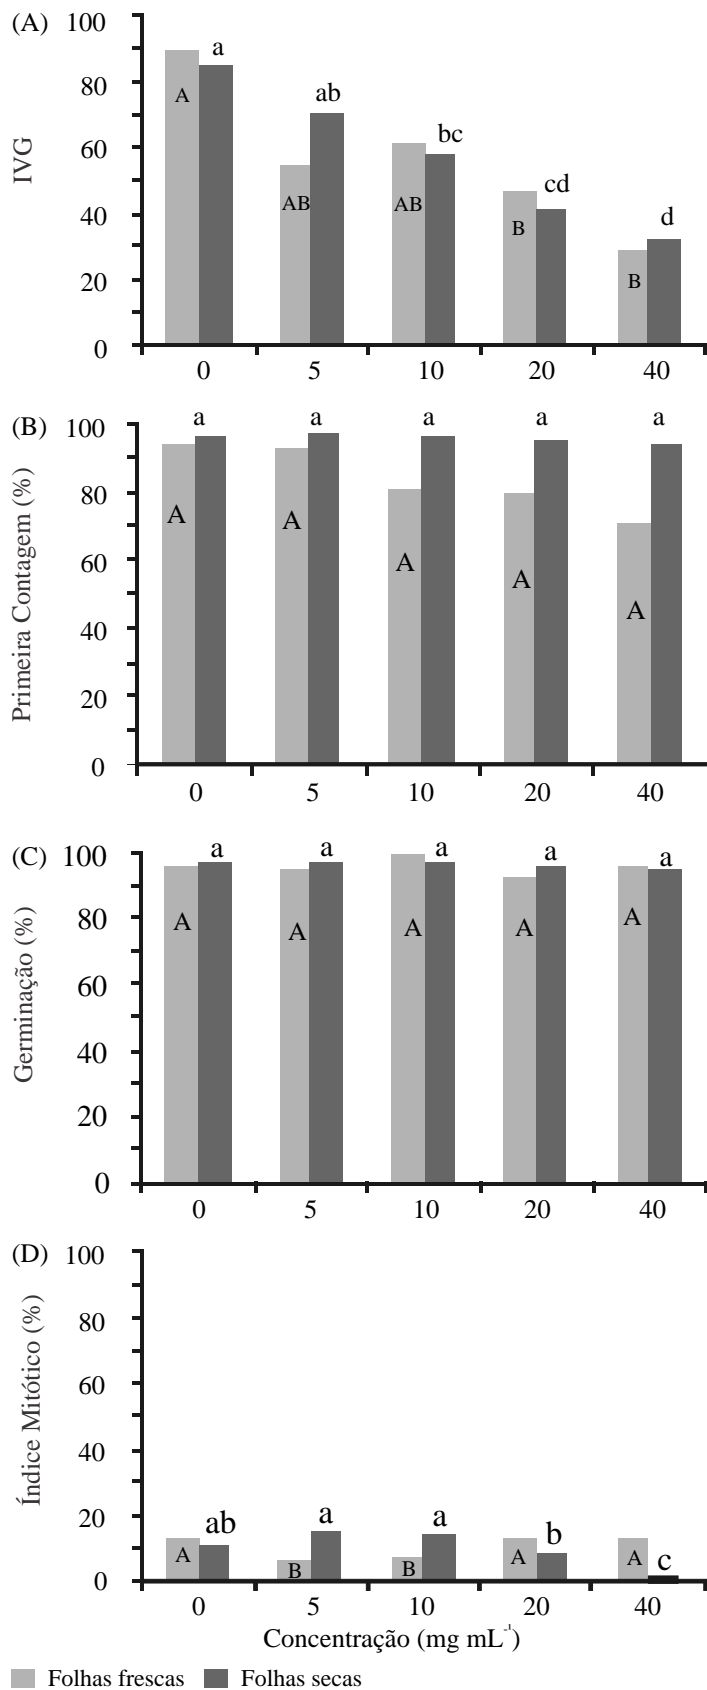 (A) 100
a
80
A
ab
60
bc
IVG
AB
AB
cd
40
B
d
20
B
0
0 5 10 20 40
(B) 100
a a a a a
80
A A
60
A
A
Primeira Contagem (%)
A
40
20
0
0 5 10 20 40
(C) 100
a a a a a
80
A A A A A
60
Germinação (%)
40
20
0
0 5 10 20 40
(D) 100
80
60
Índice Mitótico (%)
40
20
ab a a b
A B B A A c
0
0 5 10 20 40
Concentração (mg mL⁻¹)
Folhas frescas Folhas secas